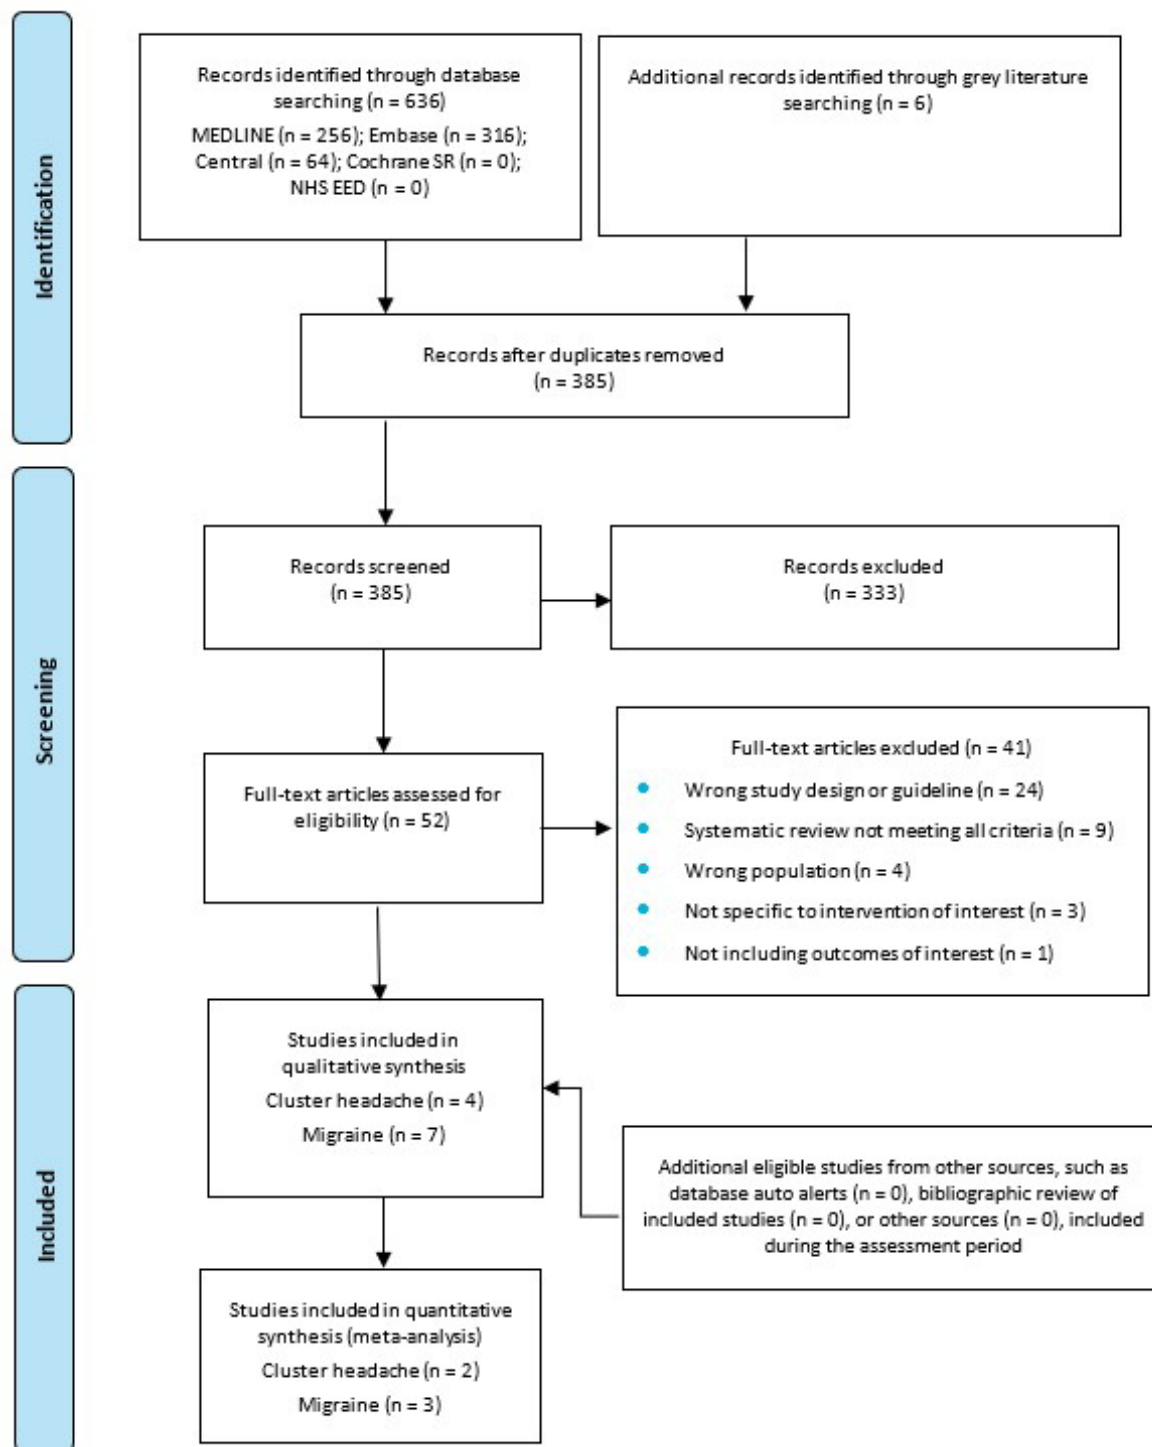 Identification
Records identified through database
searching (n = 636)
MEDLINE (n = 256); Embase (n = 316);
Central (n = 64); Cochrane SR (n = 0);
NHS EED (n = 0)
Additional records identified through grey literature
searching (n = 6)
Records after duplicates removed
(n = 385)
Screening
Records screened
(n = 385)
Records excluded
(n = 333)
Full-text articles assessed for
eligibility (n = 52)
Full-text articles excluded (n = 41)
• Wrong study design or guideline (n = 24)
• Systematic review not meeting all criteria (n = 9)
• Wrong population (n = 4)
• Not specific to intervention of interest (n = 3)
• Not including outcomes of interest (n = 1)
Included
Studies included in
qualitative synthesis
Cluster headache (n = 4)
Migraine (n = 7)
Additional eligible studies from other sources, such as
database auto alerts (n = 0), bibliographic review of
included studies (n = 0), or other sources (n = 0), included
during the assessment period
Studies included in quantitative
synthesis (meta-analysis)
Cluster headache (n = 2)
Migraine (n = 3)